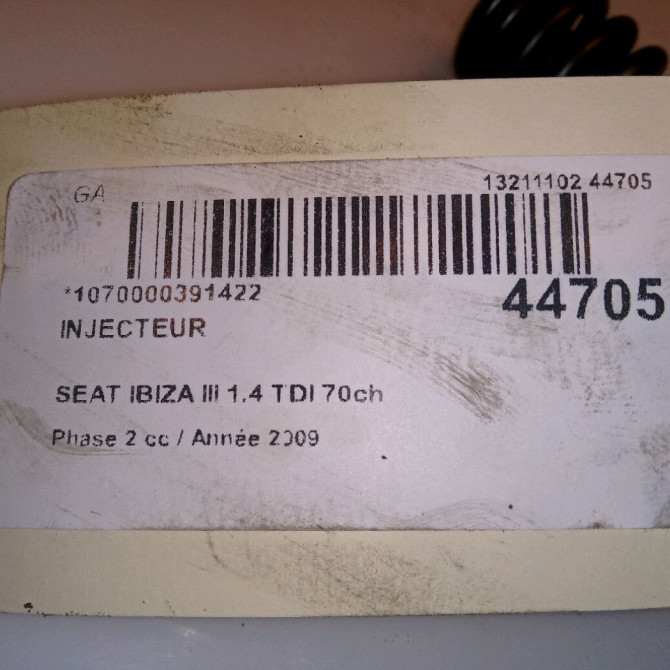 GA
13211102 44705
*1070000391422
44705
INJECTEUR
SEAT IBIZA III 1.4 TDI 70ch
Phase 2 cc / Année 2009